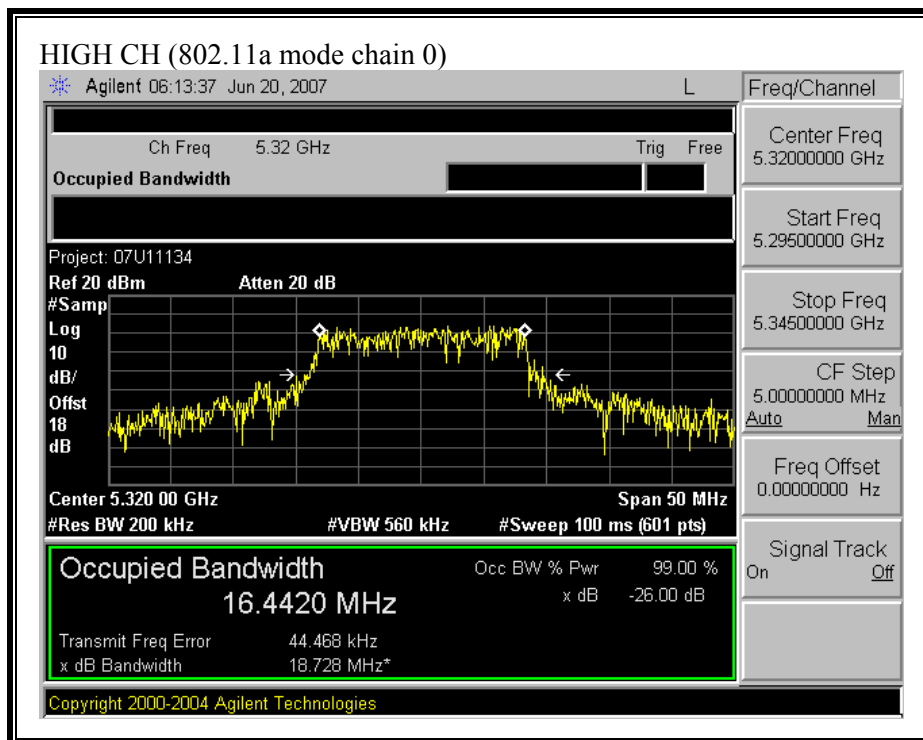 HIGH CH (802.11a mode chain 0)
Agilent 06:13:37 Jun 20, 2007 L
Freq/Channel
Ch Freq 5.32 GHz Trig Free
Occupied Bandwidth
Center Freq
5.32000000 GHz
Start Freq
5.29500000 GHz
Stop Freq
5.34500000 GHz
CF Step
5.00000000 MHz
Auto Man
Freq Offset
0.00000000 Hz
Signal Track
On Off
Project: 07U11134
Ref 20 dBm Atten 20 dB
#Samp
Log
10
dB/
Offst
18
dB
Center 5.320 00 GHz Span 50 MHz
#Res BW 200 kHz #VBW 560 kHz #Sweep 100 ms (601 pts)
Occupied Bandwidth Occ BW % Pwr 99.00 %
16.4420 MHz x dB -26.00 dB
Transmit Freq Error 44.468 kHz
x dB Bandwidth 18.728 MHz*
Copyright 2000-2004 Agilent Technologies